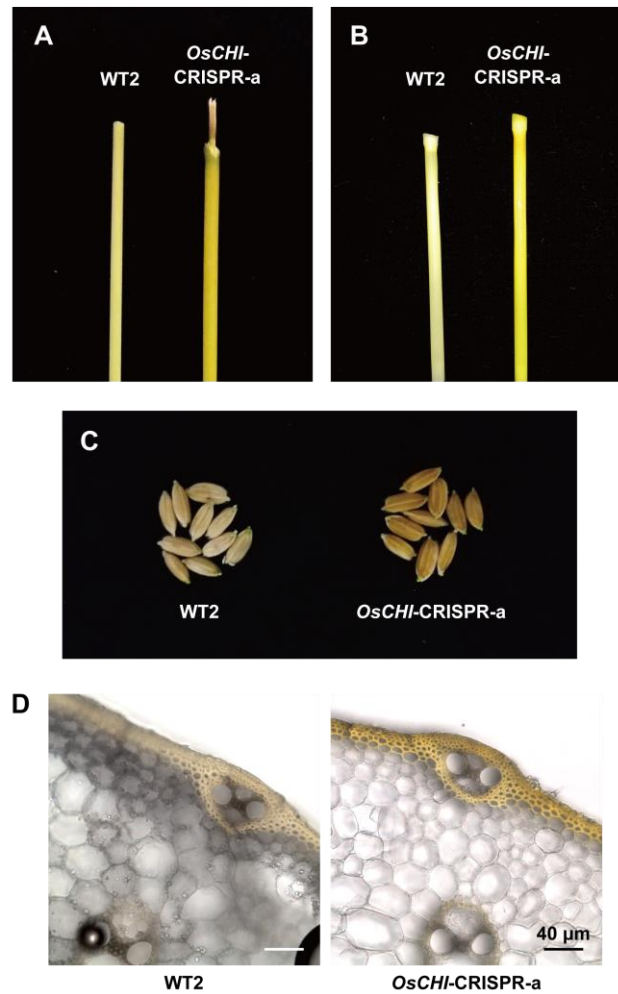 A
WT2
OsCHI-
CRISPR-a
B
WT2
OsCHI-
CRISPR-a
C
WT2
OsCHI-CRISPR-a
D
40 µm
WT2
OsCHI-CRISPR-a